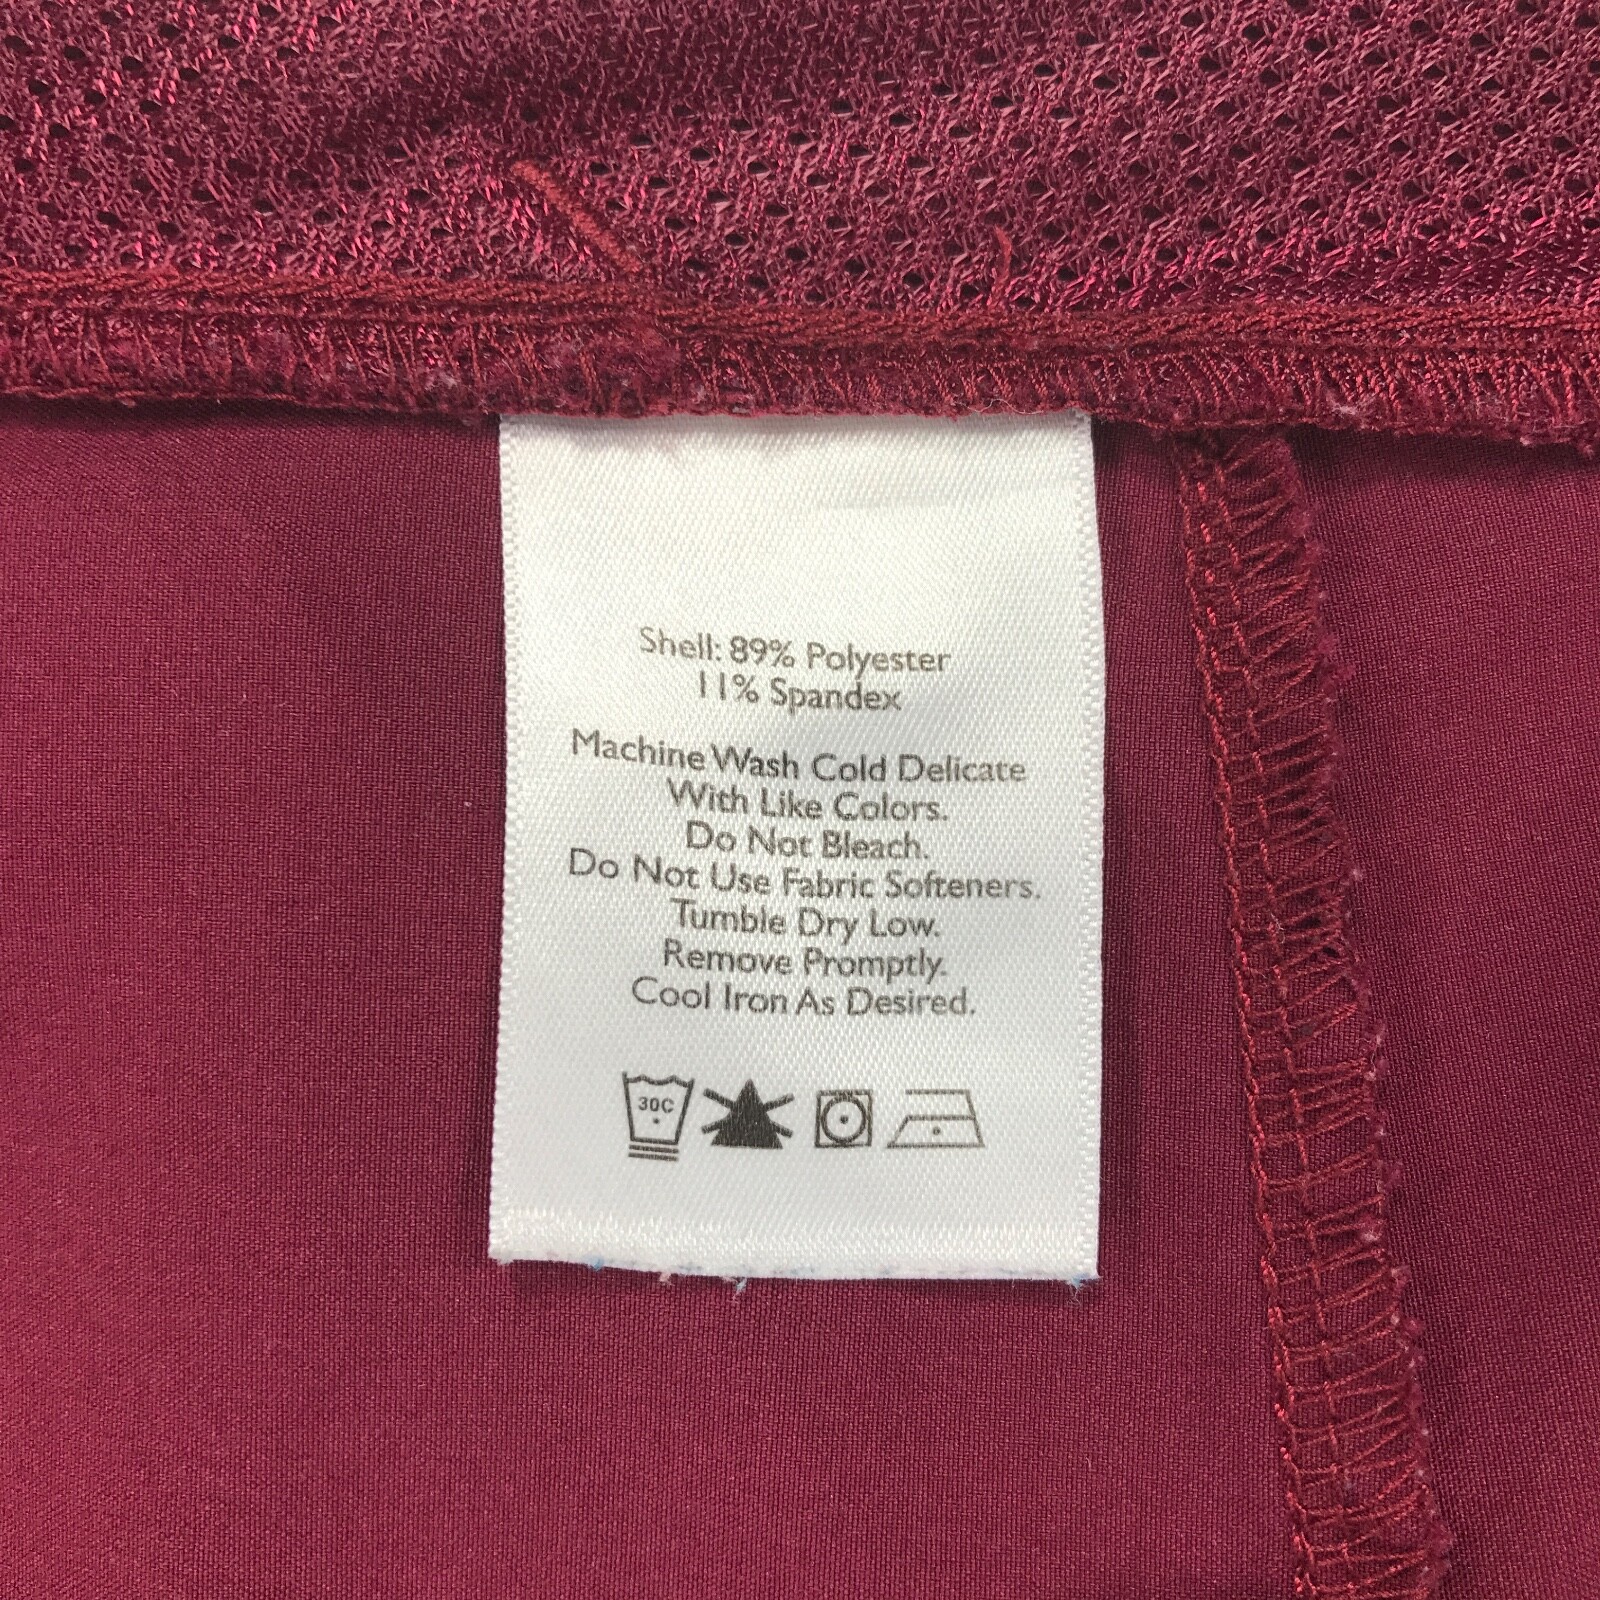 Shell: 89% Polyester
11% Spandex
Machine Wash Cold Delicate
With Like Colors.
Do Not Bleach.
Do Not Use Fabric Softeners.
Tumble Dry Low.
Remove Promptly.
Cool Iron As Desired.
30C